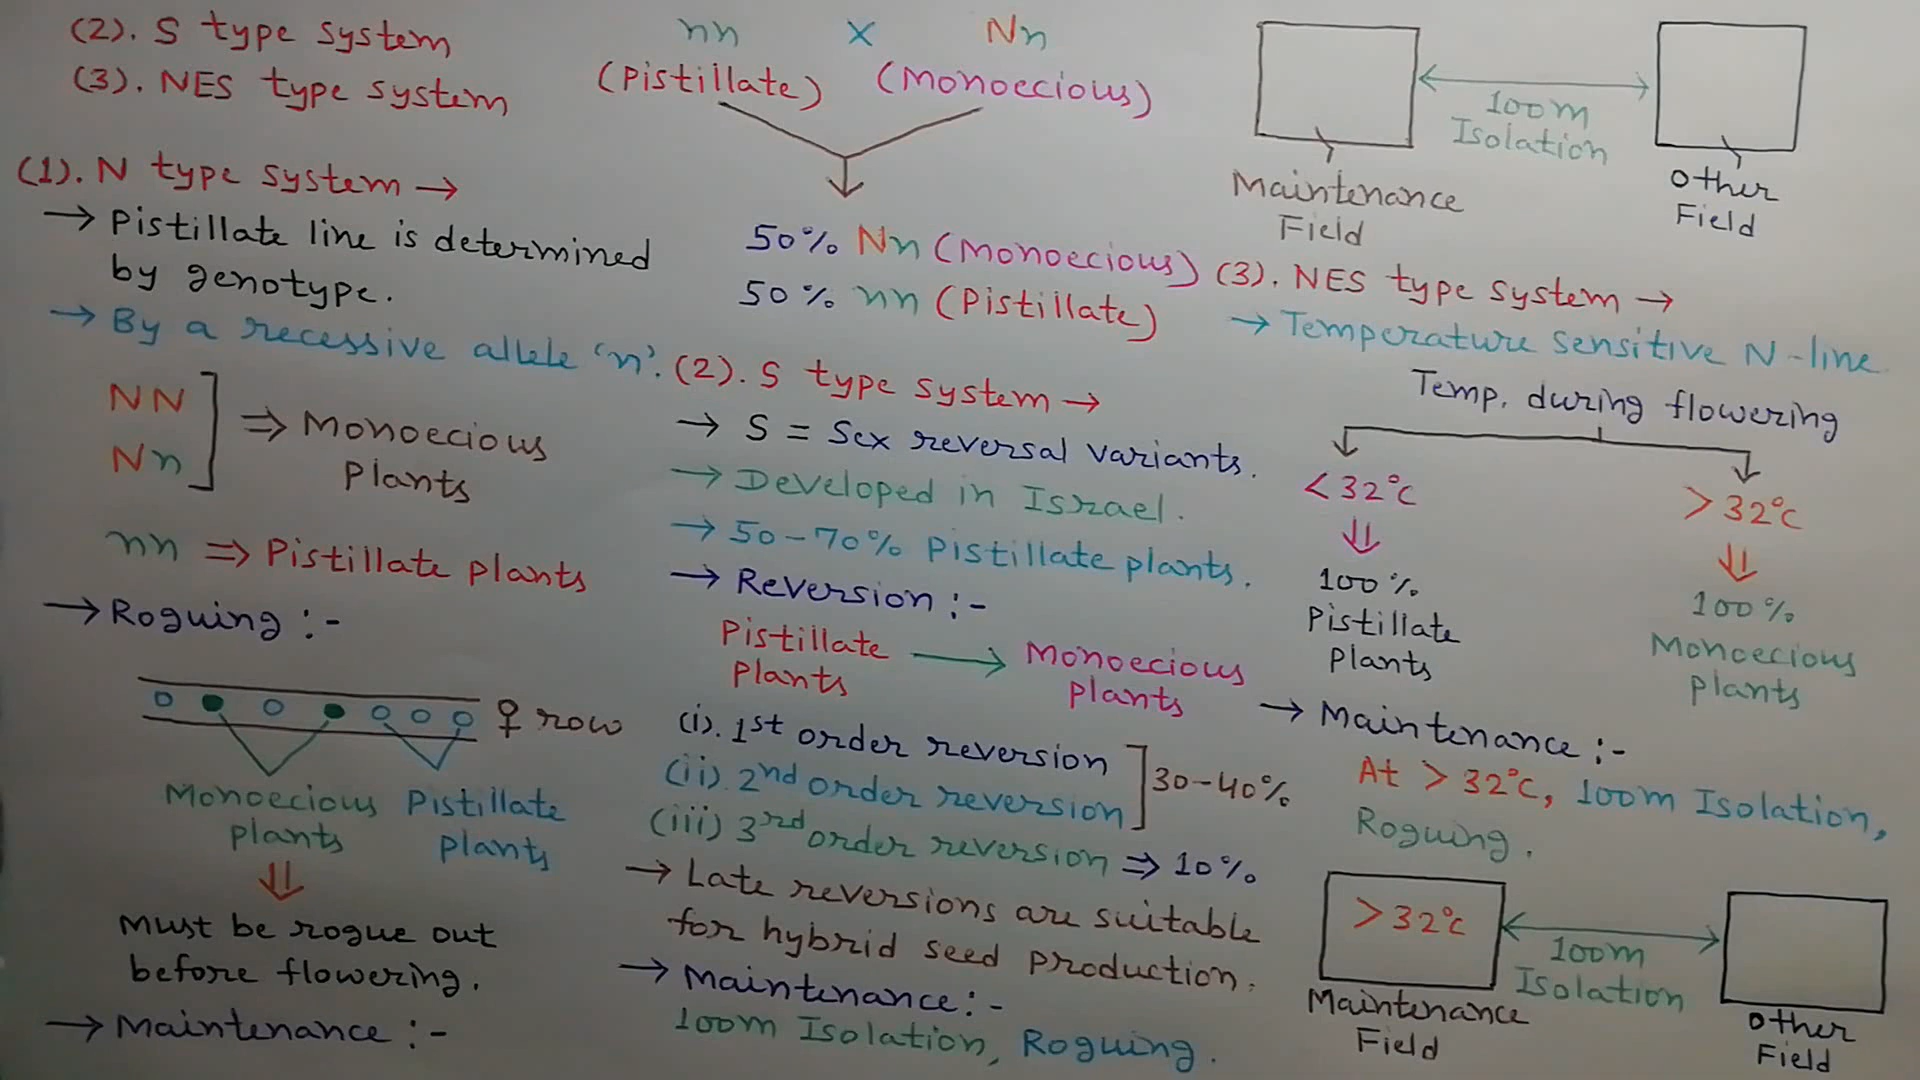 (2). S type system
(3). NES type system
(1). N type system →
→ Pistillate line is determined
by genotype.
→ By a recessive allele 'n'.
NN
Nn
⇒ Monoecious
Plants
nn ⇒ Pistillate plants
→ Roguing :-
♀ row
Monoecious
plants
Pistillate
plants
Must be rogue out
before flowering.
→ Maintenance :-
nn × Nn
(Pistillate) (Monoecious)
50% Nn (Monoecious)
50% nn (Pistillate)
(2). S type system →
→ S = Sex reversal variants.
→ Developed in Israel.
→ 50-70% Pistillate plants.
→ Reversion :-
Pistillate
plants
→ Monoecious
plants
(i). 1st order reversion
(ii). 2nd order reversion
30-40%
(iii) 3rd order reversion ⇒ 10%
→ Late reversions are suitable
for hybrid seed production.
→ Maintenance :-
100m Isolation, Roguing.
100m
Isolation
Maintenance
Field
Other
Field
(3). NES type system →
→ Temperature sensitive N-line
Temp. during flowering
<32°C
100%
Pistillate
plants
>32°C
100%
Monoecious
plants
→ Maintenance :-
At >32°C, 100m Isolation,
Roguing.
>32°C
100m
Isolation
Maintenance
Field
Other
Field